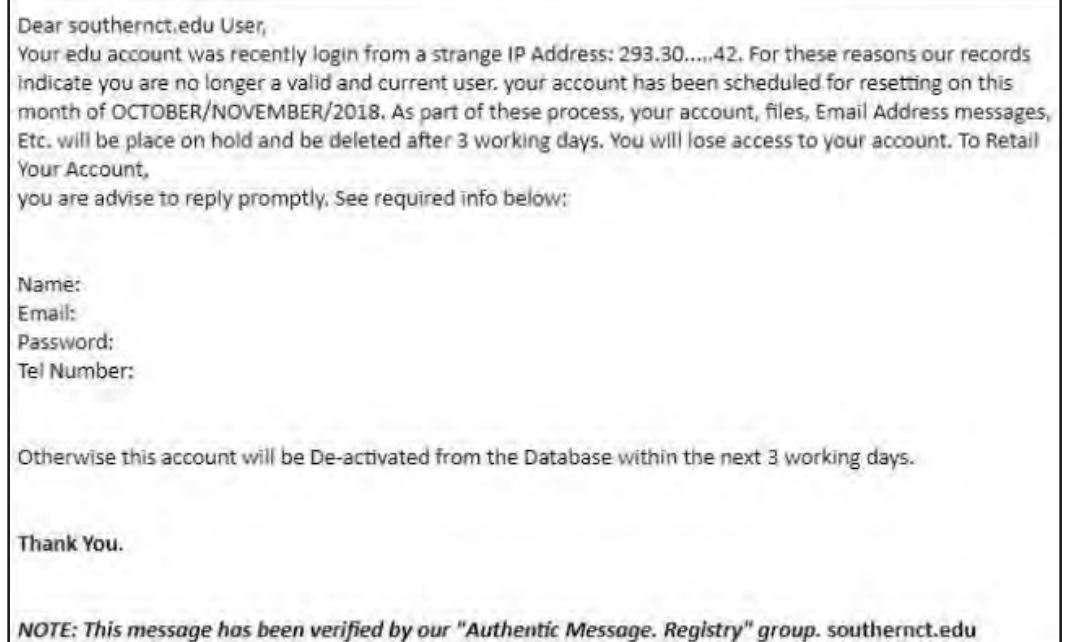 Dear southernct.edu User,
Your edu account was recently login from a strange IP Address: 293.30.....42. For these reasons our records
indicate you are no longer a valid and current user. your account has been scheduled for resetting on this
month of OCTOBER/NOVEMBER/2018. As part of these process, your account, files, Email Address messages,
Etc. will be place on hold and be deleted after 3 working days. You will lose access to your account. To Retail
Your Account,
you are advise to reply promptly. See required info below:
Name:
Email:
Password:
Tel Number:
Otherwise this account will be De-activated from the Database within the next 3 working days.
Thank You.
NOTE: This message has been verified by our "Authentic Message. Registry" group. southernct.edu